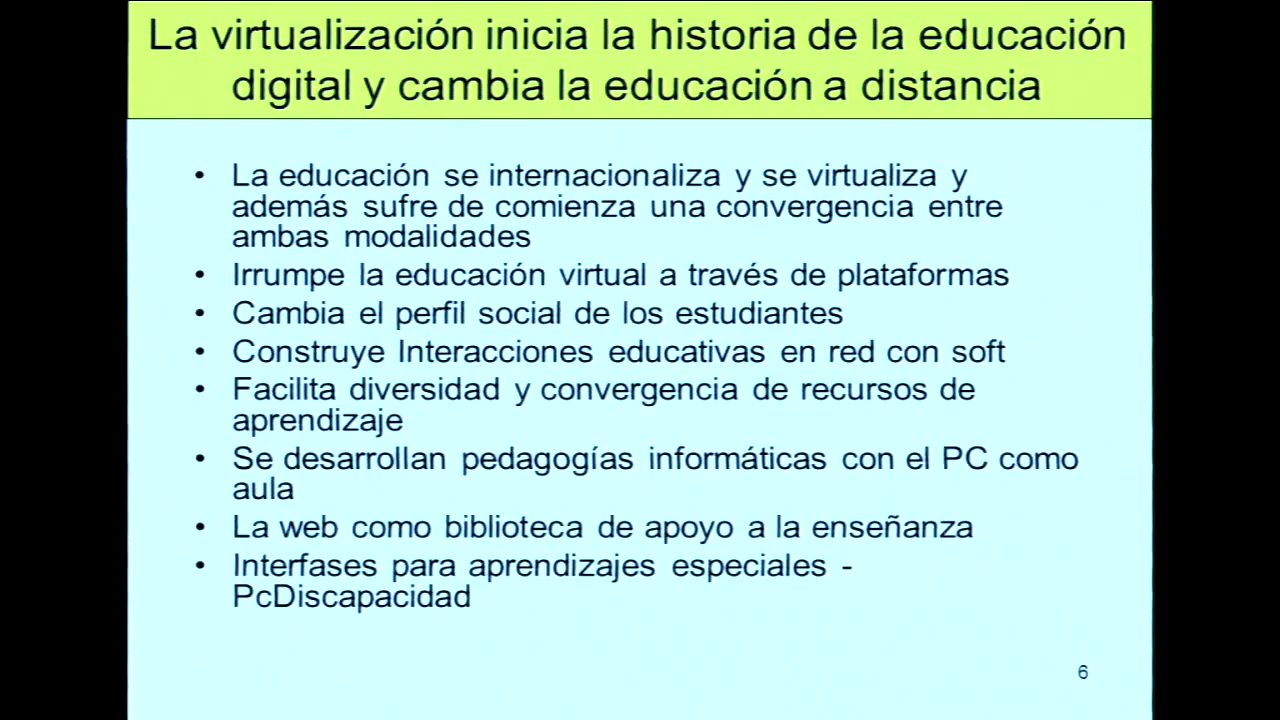 La virtualización inicia la historia de la educación
digital y cambia la educación a distancia
• La educación se internacionaliza y se virtualiza y
además sufre de comienza una convergencia entre
ambas modalidades
• Irrumpe la educación virtual a través de plataformas
• Cambia el perfil social de los estudiantes
• Construye Interacciones educativas en red con soft
• Facilita diversidad y convergencia de recursos de
aprendizaje
• Se desarrollan pedagogías informáticas con el PC como
aula
• La web como biblioteca de apoyo a la enseñanza
• Interfases para aprendizajes especiales -
PcDiscapacidad
6